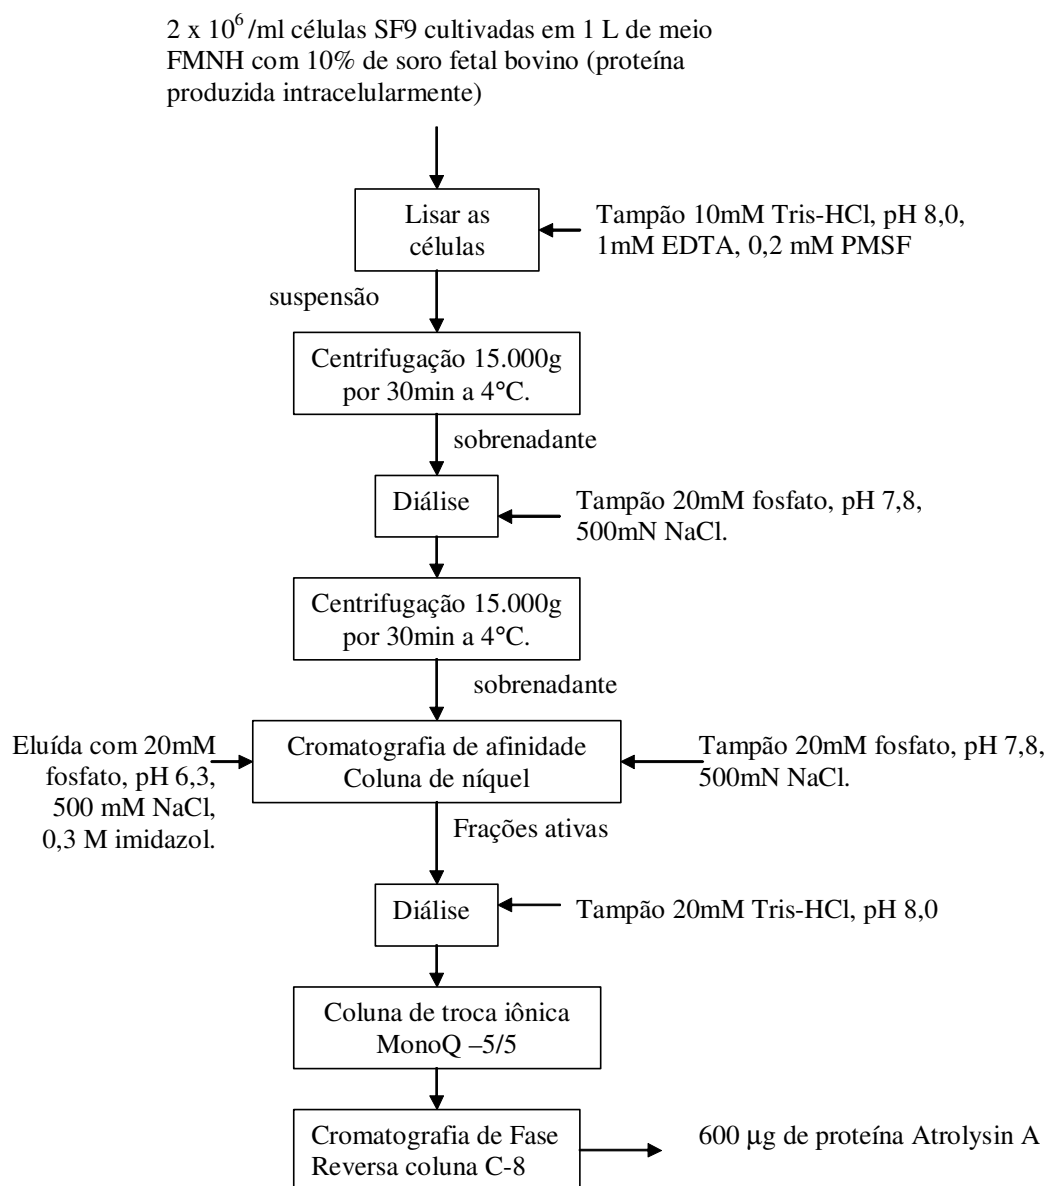 2 x 10⁶ /ml células SF9 cultivadas em 1 L de meio
FMNH com 10% de soro fetal bovino (proteína
produzida intracelularmente)
Lisar as
células
Tampão 10mM Tris-HCl, pH 8,0,
1mM EDTA, 0,2 mM PMSF
suspensão
Centrifugação 15.000g
por 30min a 4°C.
sobrenadante
Diálise
Tampão 20mM fosfato, pH 7,8,
500mN NaCl.
Centrifugação 15.000g
por 30min a 4°C.
sobrenadante
Eluída com 20mM
fosfato, pH 6,3,
500 mM NaCl,
0,3 M imidazol.
Cromatografia de afinidade
Coluna de níquel
Tampão 20mM fosfato, pH 7,8,
500mN NaCl.
Frações ativas
Diálise
Tampão 20mM Tris-HCl, pH 8,0
Coluna de troca iônica
MonoQ –5/5
Cromatografia de Fase
Reversa coluna C-8
600 µg de proteína Atrolysin A